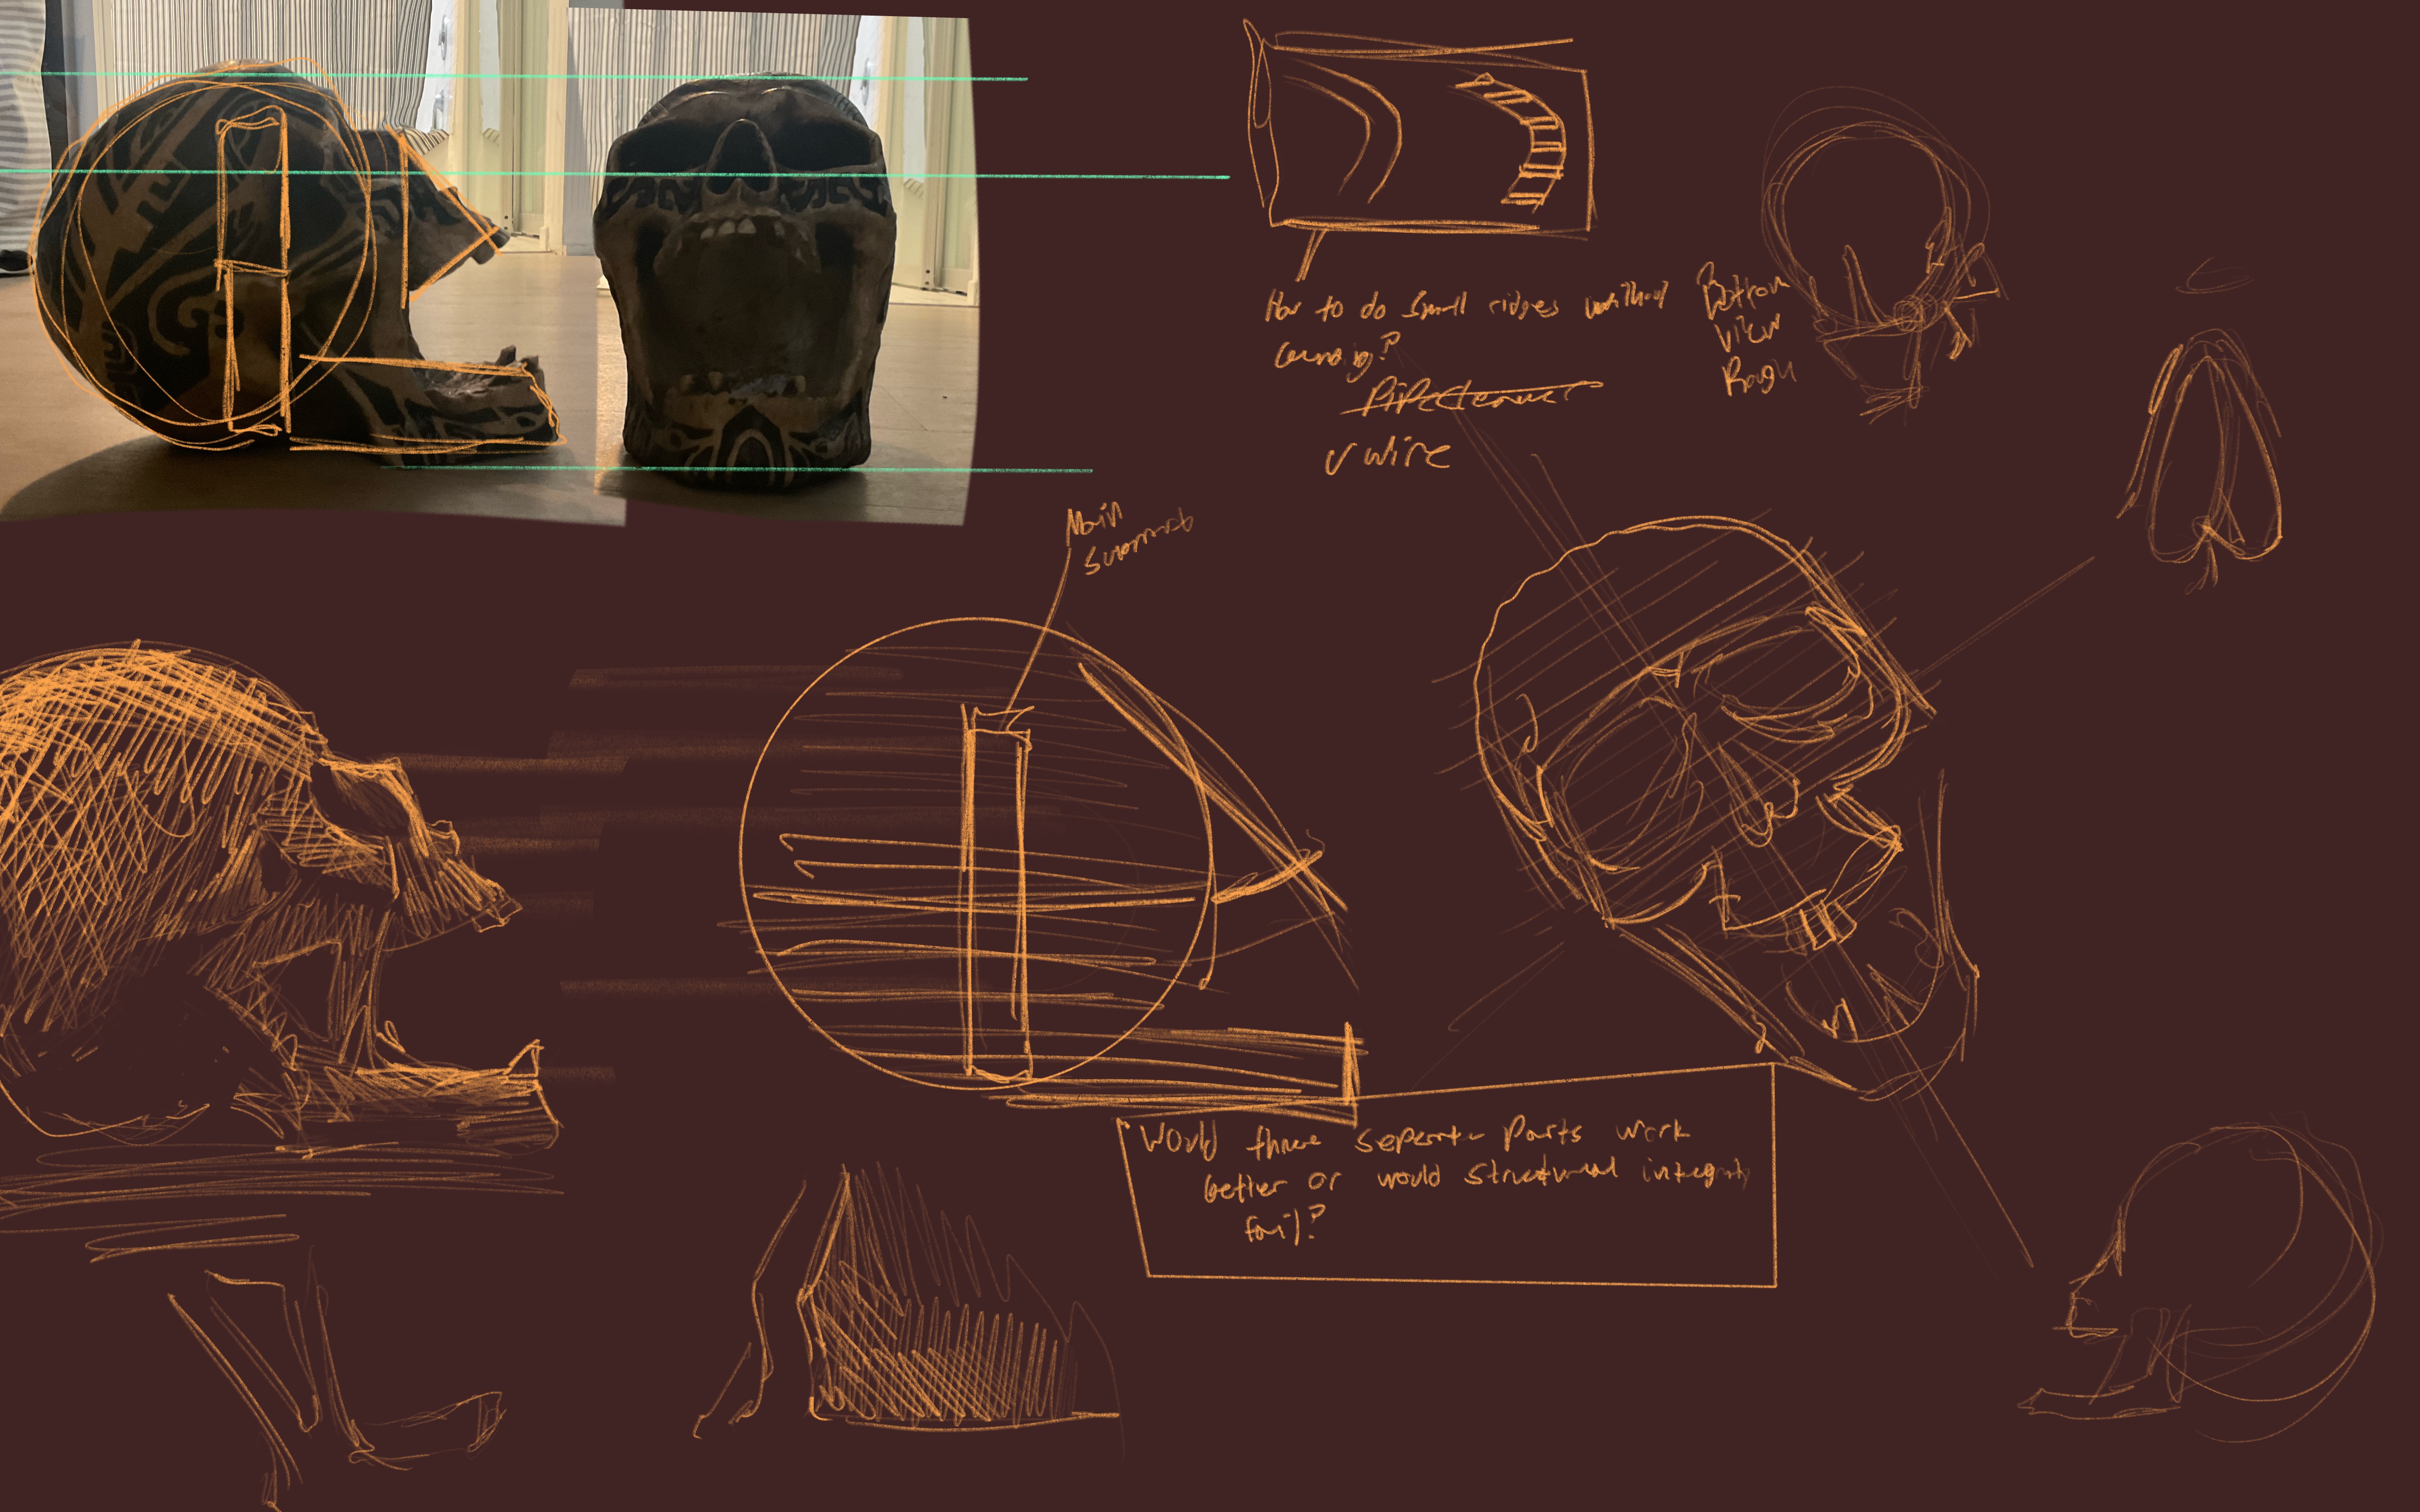 How to do small ridges without
carving?
Pipecleaner
✓ wire
Bottom
View
Rough
Main
Would three seperate parts work
better or would structural integrity
fail?